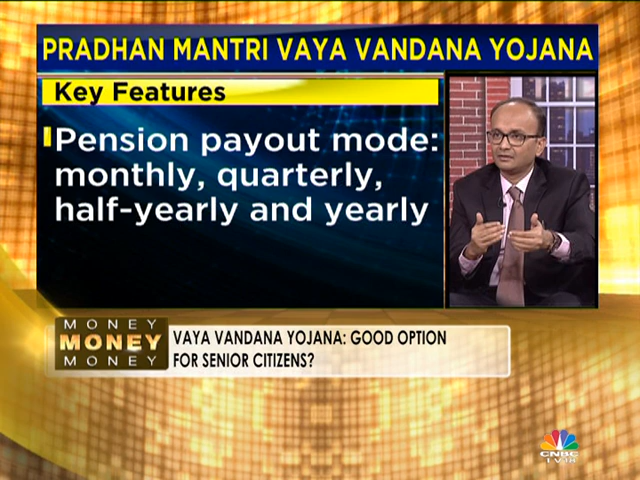 PRADHAN MANTRI VAYA VANDANA YOJANA
Key Features
Pension payout mode:
monthly, quarterly,
half-yearly and yearly
MONEY
MONEY
MONEY
VAYA VANDANA YOJANA: GOOD OPTION
FOR SENIOR CITIZENS?
CNBC
TV18